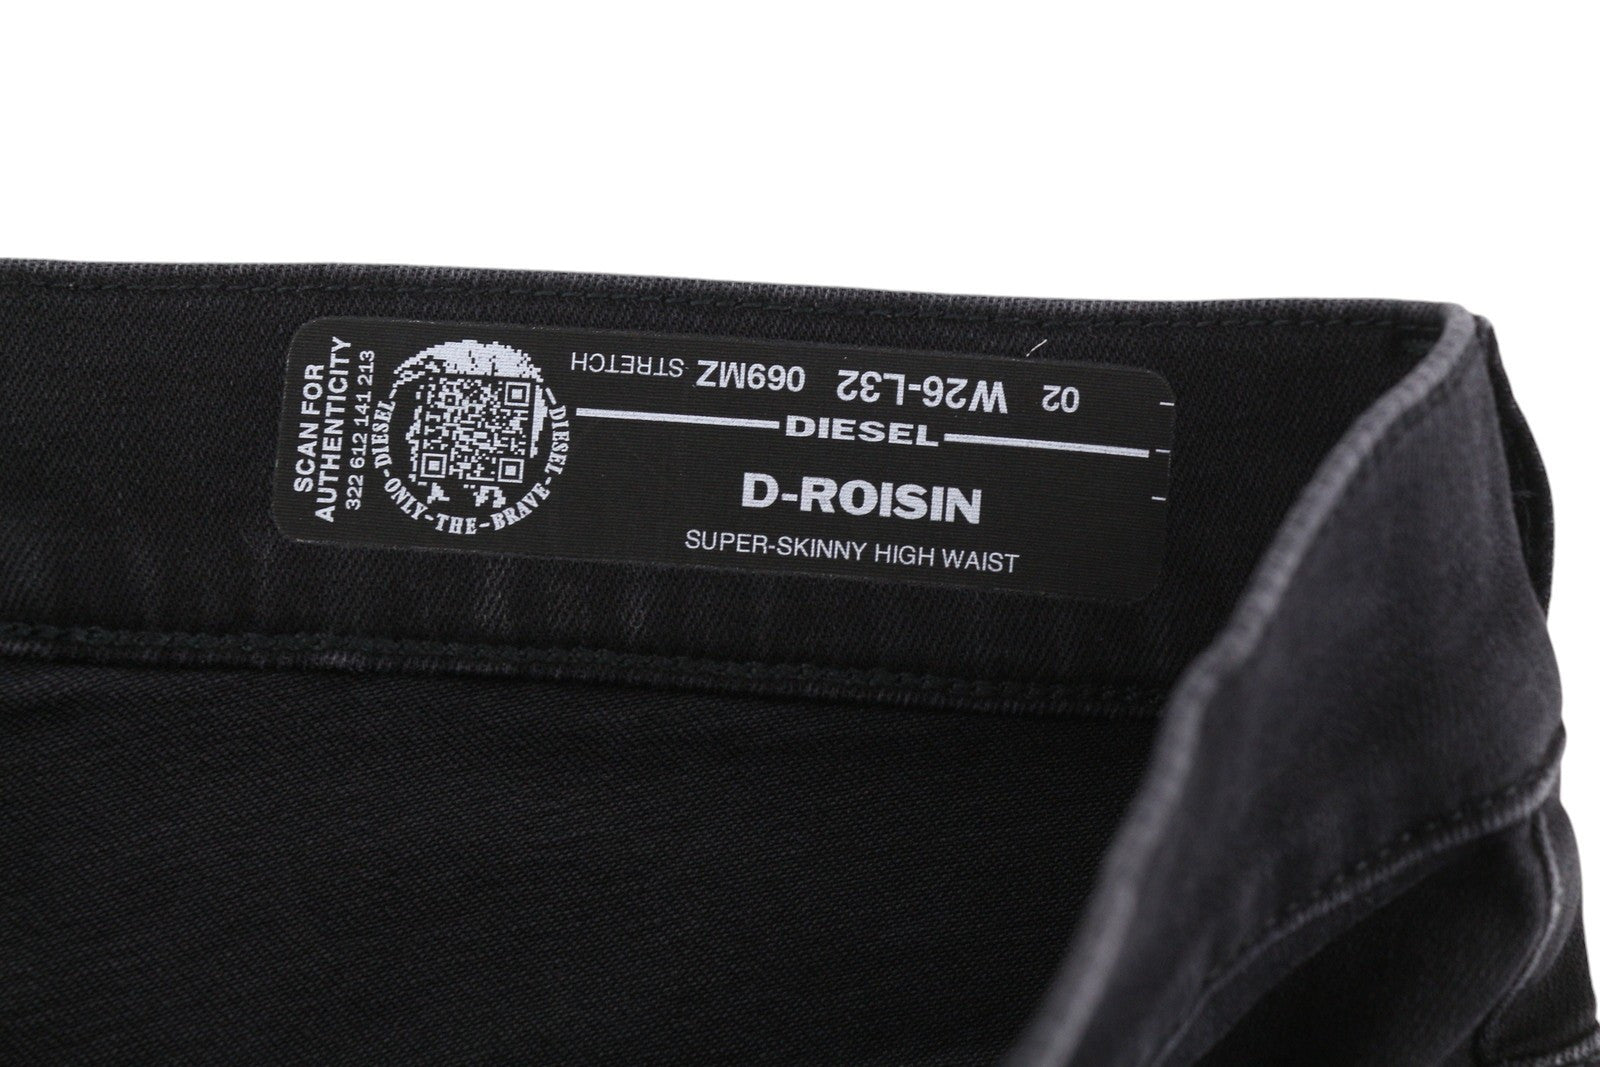 SCAN FOR
AUTHENTICITY
322 612 141 213
DIESEL-ONLY-THE-BRAVE-DIESEL
02 W26-L32 069MZ STRETCH
DIESEL
D-ROISIN
SUPER-SKINNY HIGH WAIST